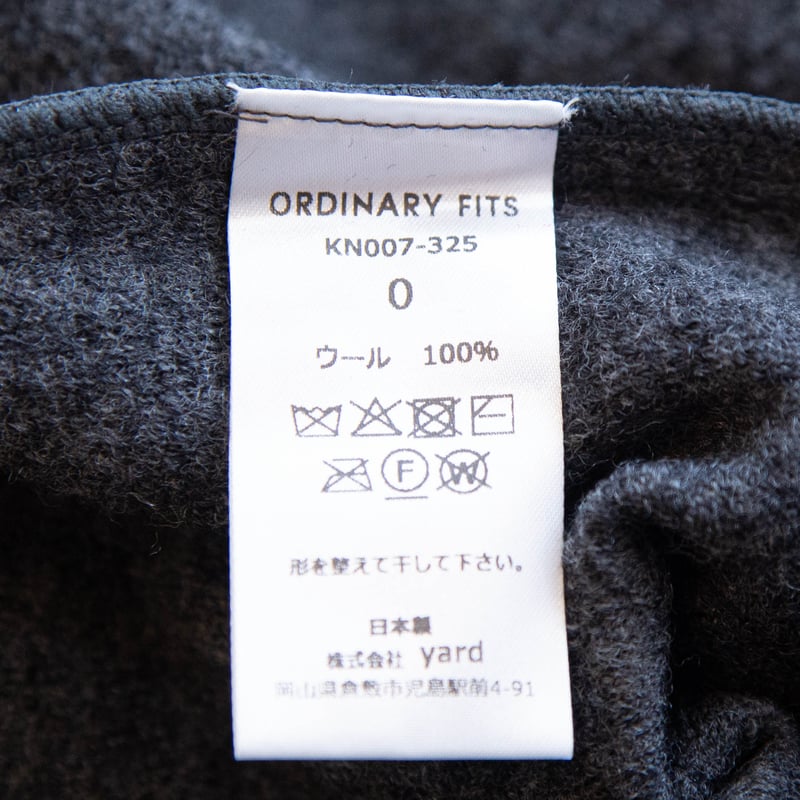 ORDINARY FITS
KN007-325
0
ウール 100%
F W
形を整えて干して下さい。
日本製
株式会社 yard
岡山県倉敷市児島駅前4-91